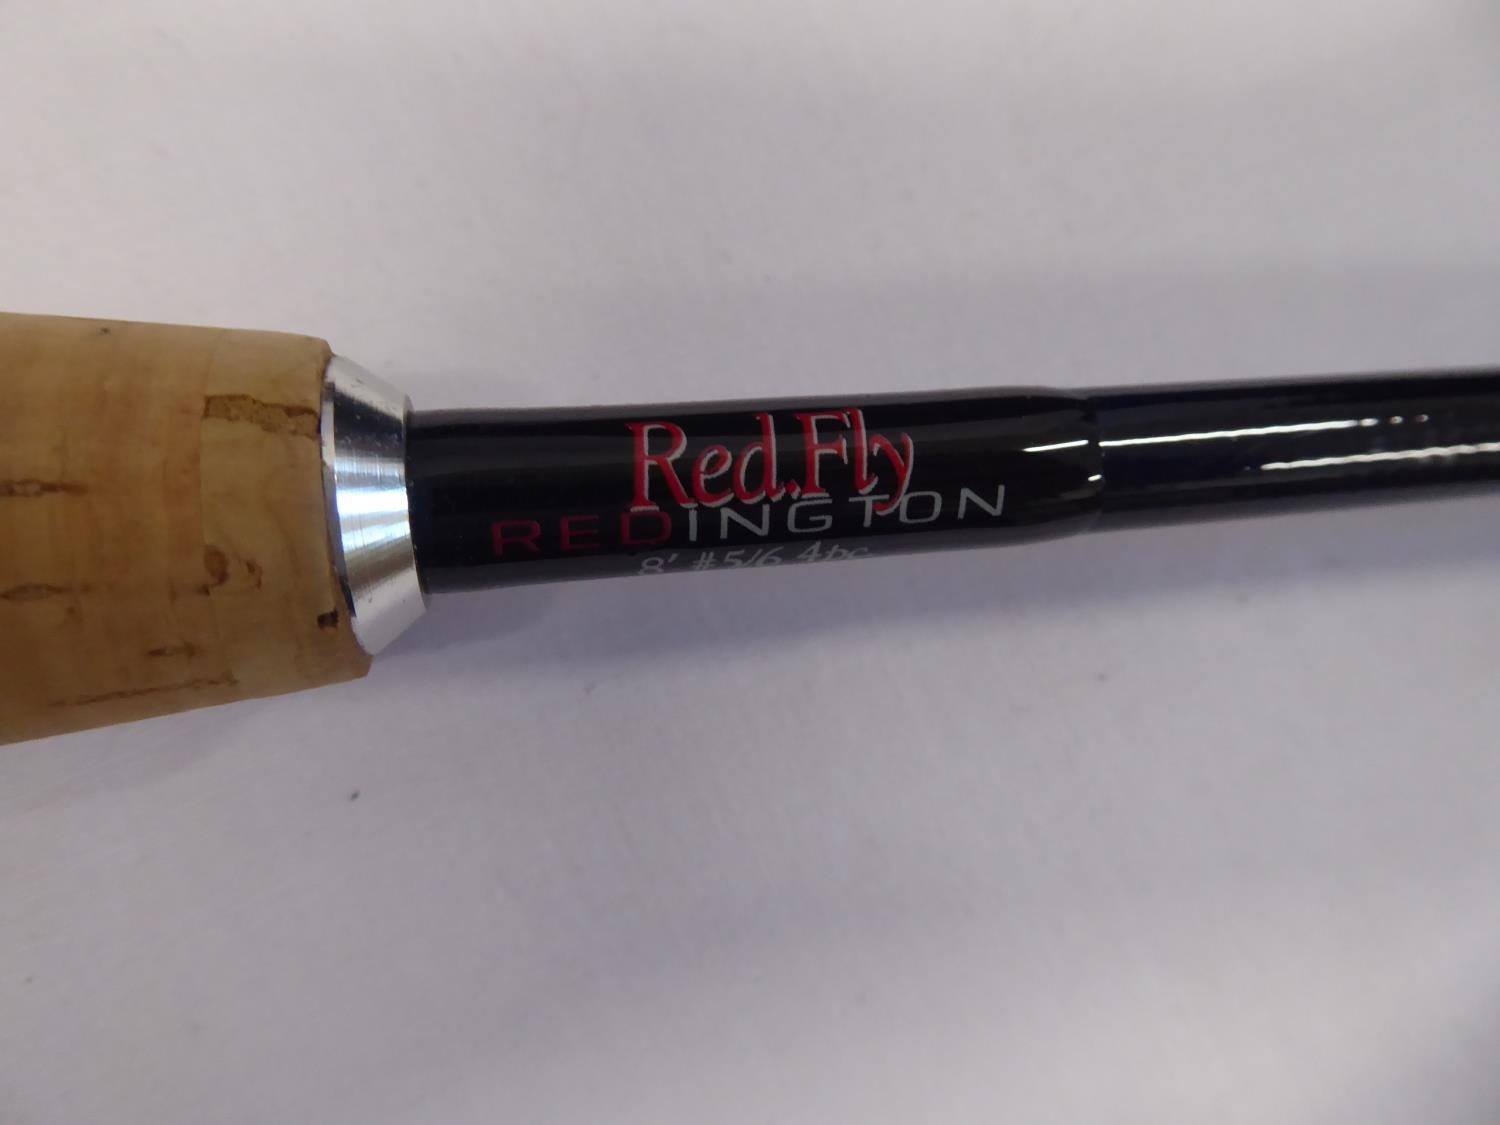 Red.Fly
REDINGTON
8' #5/6 4pc